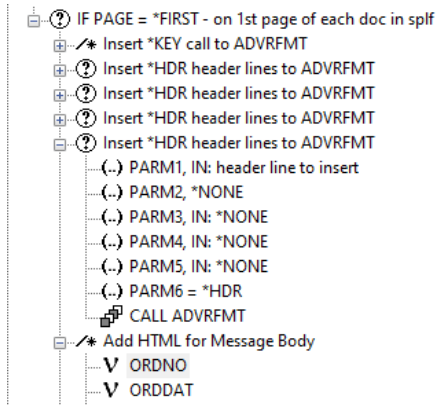 IF PAGE = *FIRST - on 1st page of each doc in splf
Insert *KEY call to ADVRFMT
Insert *HDR header lines to ADVRFMT
Insert *HDR header lines to ADVRFMT
Insert *HDR header lines to ADVRFMT
Insert *HDR header lines to ADVRFMT
(..) PARM1, IN: header line to insert
(..) PARM2, *NONE
(..) PARM3, IN: *NONE
(..) PARM4, IN: *NONE
(..) PARM5, IN: *NONE
(..) PARM6 = *HDR
CALL ADVRFMT
/* Add HTML for Message Body
V ORDNO
V ORDDAT